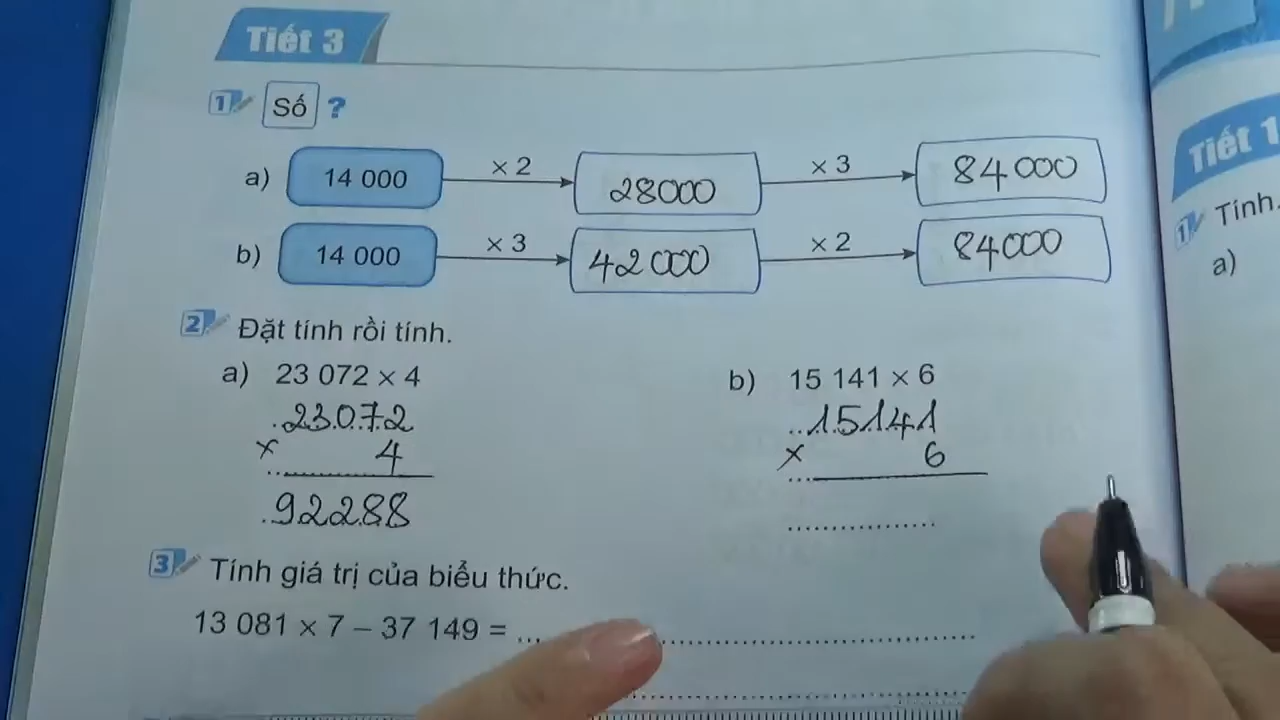 Tiết 3
1 Số ?
a) 14 000 × 2 28000 × 3 84000
b) 14 000 × 3 42000 × 2 84000
2 Đặt tính rồi tính.
a) 23 072 × 4
23072
× 4
92288
b) 15 141 × 6
15141
× 6
3 Tính giá trị của biểu thức.
13 081 × 7 – 37 149 =
Tiết 1
1 Tính.
a)